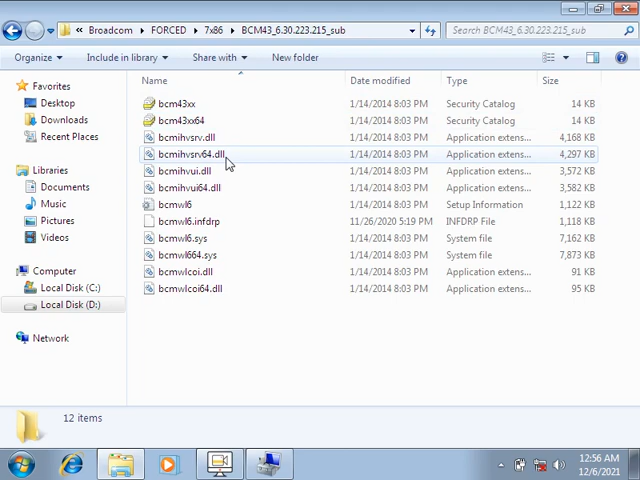 Broadcom ▸ FORCED ▸ 7x86 ▸ BCM43_6.30.223.215_sub
Search BCM43_6.30.223.215_sub
Organize Include in library Share with New folder
Name Date modified Type Size
Favorites
Desktop
Downloads
Recent Places
Libraries
Documents
Music
Pictures
Videos
Computer
Local Disk (C:)
Local Disk (D:)
Network
bcm43xx 1/14/2014 8:03 PM Security Catalog 14 KB
bcm43xx64 1/14/2014 8:03 PM Security Catalog 14 KB
bcmihvsrv.dll 1/14/2014 8:03 PM Application extens... 4,168 KB
bcmihvsrv64.dll 1/14/2014 8:03 PM Application extens... 4,297 KB
bcmihvui.dll 1/14/2014 8:03 PM Application extens... 3,572 KB
bcmihvui64.dll 1/14/2014 8:03 PM Application extens... 3,582 KB
bcmwl6 1/14/2014 8:03 PM Setup Information 1,122 KB
bcmwl6.infdrp 11/26/2020 5:19 PM INFDRP File 1,118 KB
bcmwl6.sys 1/14/2014 8:03 PM System file 7,162 KB
bcmwl664.sys 1/14/2014 8:03 PM System file 7,873 KB
bcmwlcoi.dll 1/14/2014 8:03 PM Application extens... 91 KB
bcmwlcoi64.dll 1/14/2014 8:03 PM Application extens... 95 KB
12 items
12:56 AM
12/6/2021